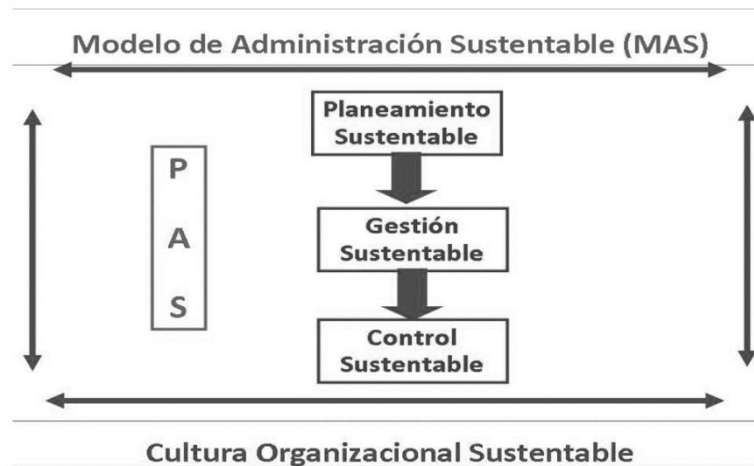 Modelo de Administración Sustentable (MAS)
Planeamiento
Sustentable
P
A
S
Gestión
Sustentable
Control
Sustentable
Cultura Organizacional Sustentable